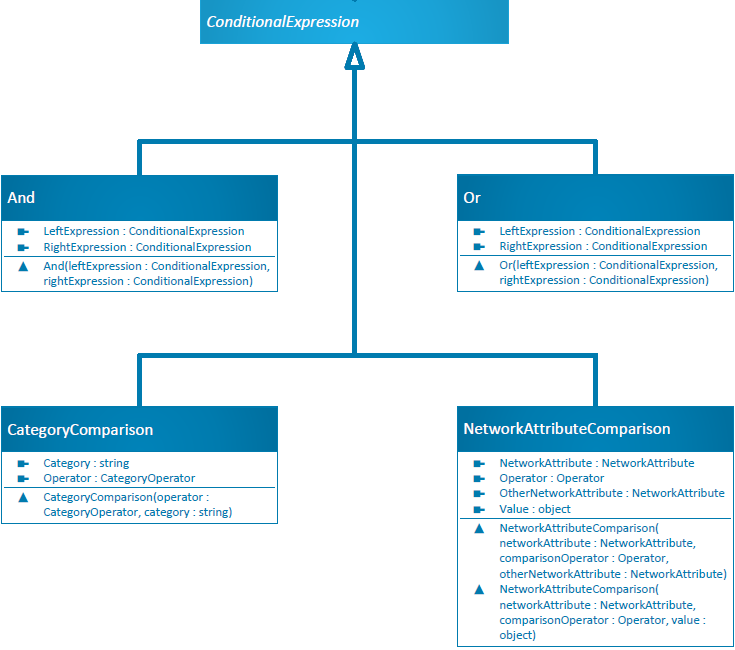 ConditionalExpression
And
LeftExpression : ConditionalExpression
RightExpression : ConditionalExpression
And(leftExpression : ConditionalExpression,
rightExpression : ConditionalExpression)
Or
LeftExpression : ConditionalExpression
RightExpression : ConditionalExpression
Or(leftExpression : ConditionalExpression,
rightExpression : ConditionalExpression)
CategoryComparison
Category : string
Operator : CategoryOperator
CategoryComparison(operator :
CategoryOperator, category : string)
NetworkAttributeComparison
NetworkAttribute : NetworkAttribute
Operator : Operator
OtherNetworkAttribute : NetworkAttribute
Value : object
NetworkAttributeComparison(
networkAttribute : NetworkAttribute,
comparisonOperator : Operator,
otherNetworkAttribute : NetworkAttribute)
NetworkAttributeComparison(
networkAttribute : NetworkAttribute,
comparisonOperator : Operator, value :
object)